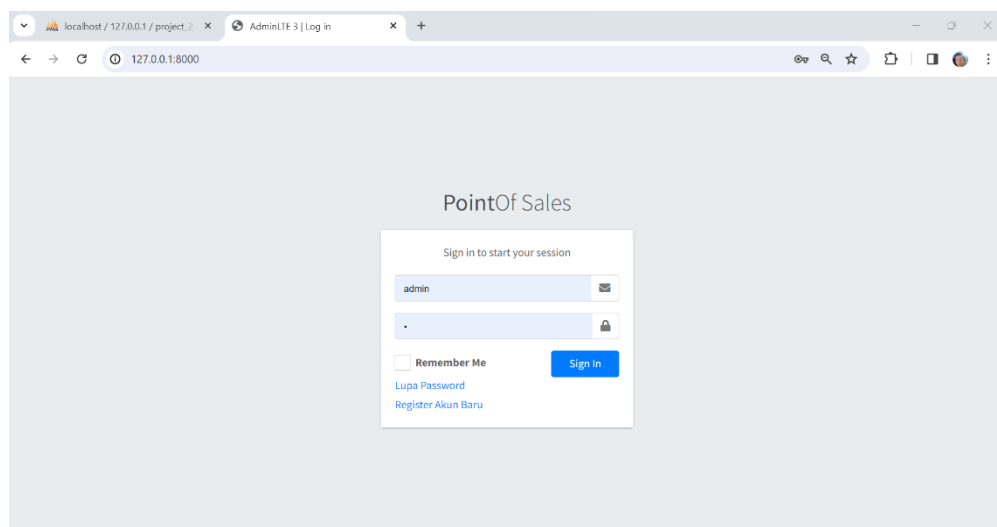 localhost / 127.0.0.1 / project_2
AdminLTE 3 | Log in
127.0.0.1:8000
PointOf Sales
Sign in to start your session
admin
Remember Me
Sign In
Lupa Password
Register Akun Baru